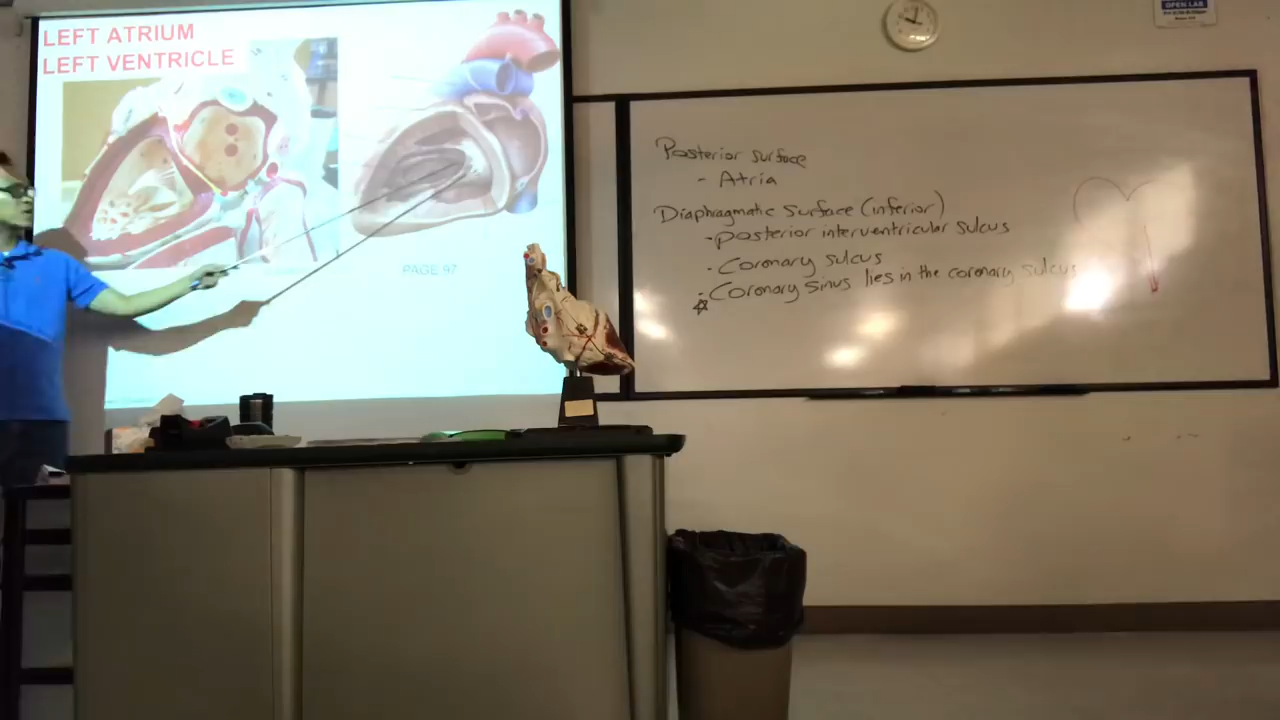 LEFT ATRIUM
LEFT VENTRICLE
PAGE 97
Posterior surface
- Atria
Diaphragmatic surface (inferior)
- posterior interventricular sulcus
- Coronary sulcus
- Coronary sinus lies in the coronary sulcus
OPEN LAB